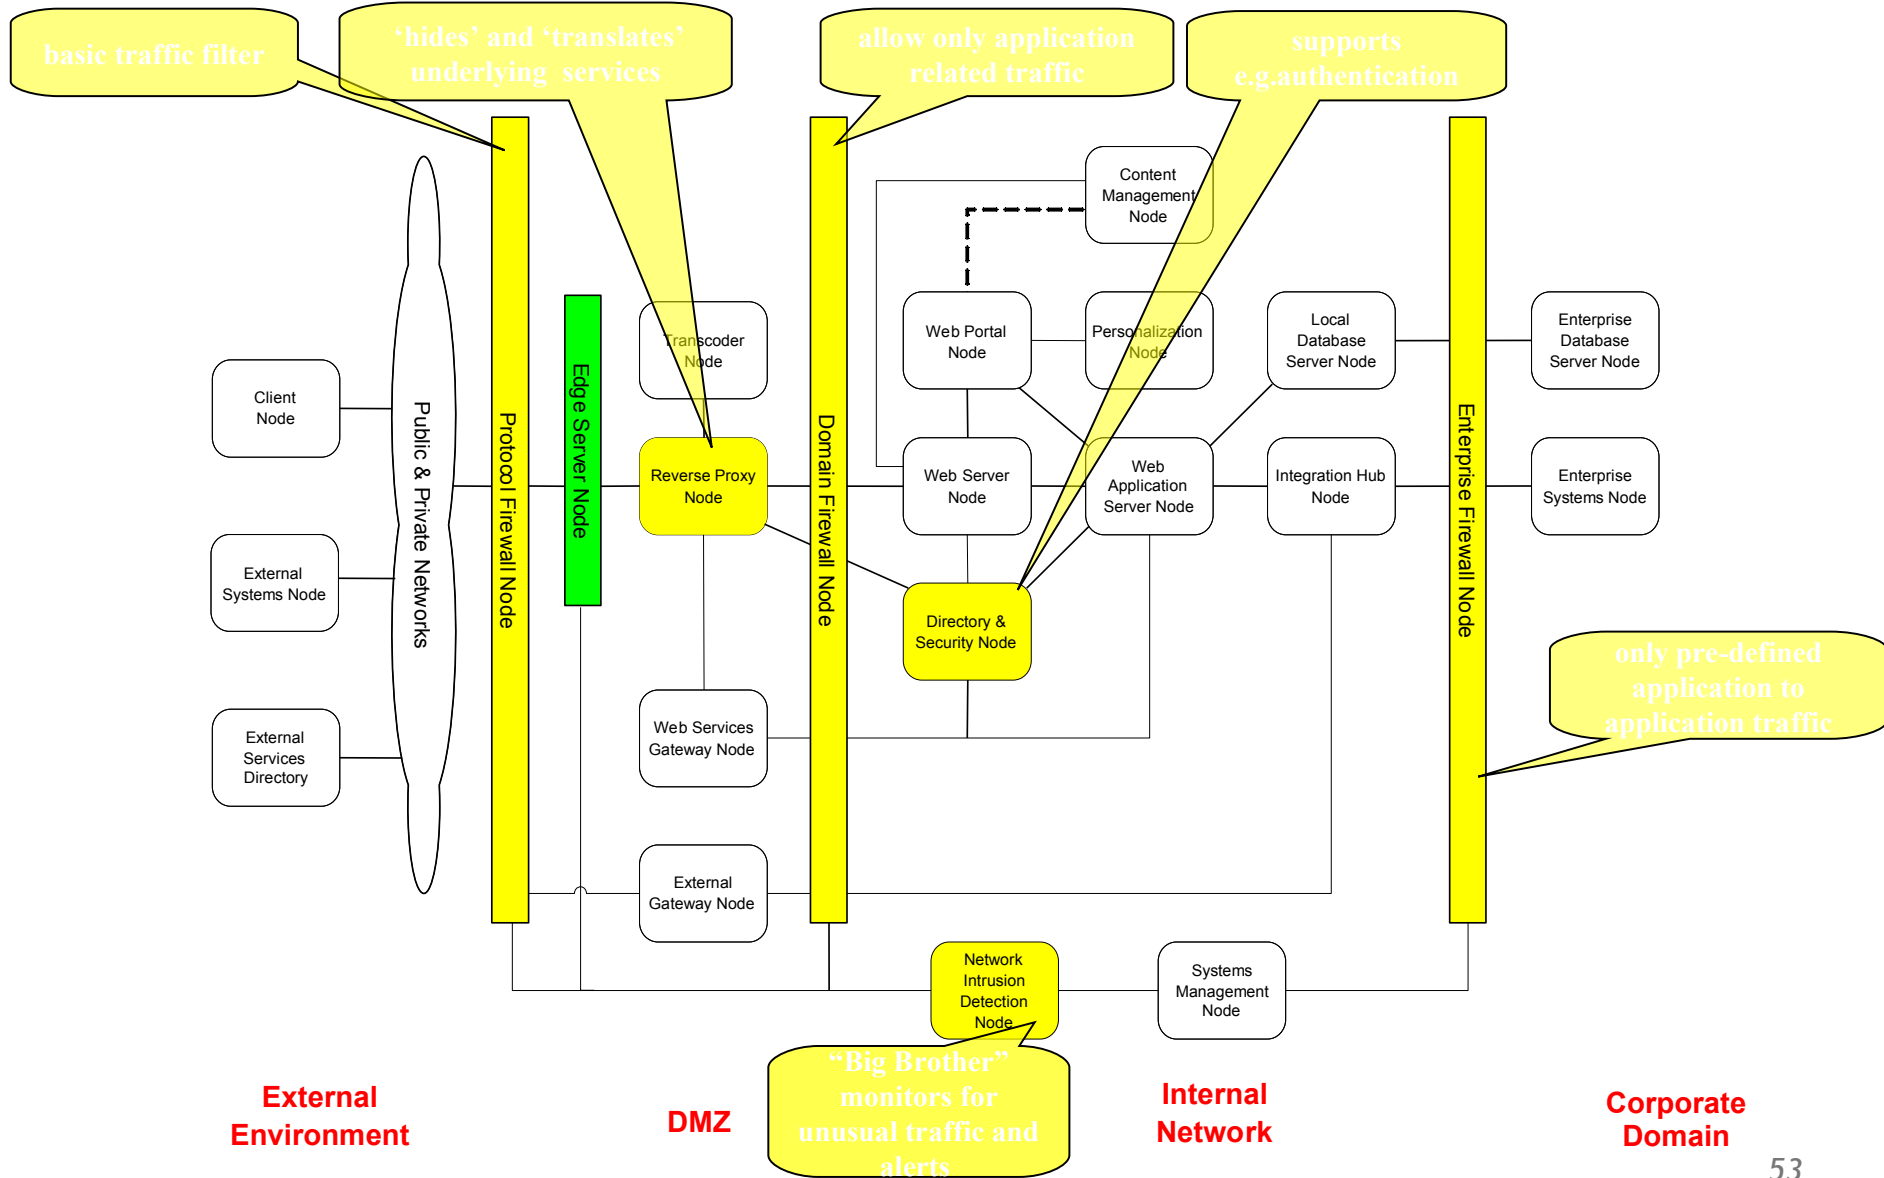 basic traffic filter
‘hides’ and ‘translates’
underlying services
allow only application
related traffic
supports
e.g.authentication
Content
Management
Node
Transcoder
Node
Web Portal
Node
Personalization
Node
Local
Database
Server Node
Enterprise
Database
Server Node
Client
Node
Public & Private Networks
Protocol Firewall Node
Edge Server Node
Reverse Proxy
Node
Domain Firewall Node
Web Server
Node
Web
Application
Server Node
Integration Hub
Node
Enterprise Firewall Node
Enterprise
Systems Node
External
Systems Node
Directory &
Security Node
only pre-defined
application to
application traffic
External
Services
Directory
Web Services
Gateway Node
External
Gateway Node
Network
Intrusion
Detection
Node
Systems
Management
Node
“Big Brother”
monitors for
unusual traffic and
alerts
External
Environment
DMZ
Internal
Network
Corporate
Domain
53